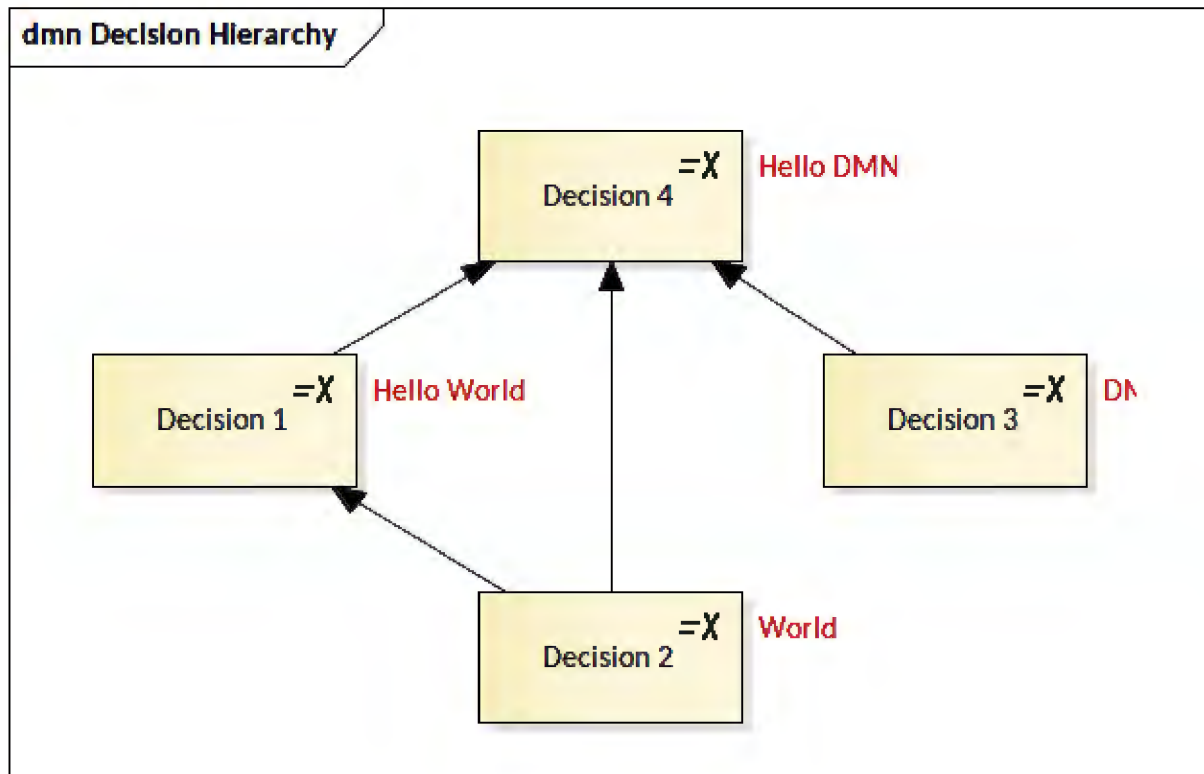 dmn Decision Hierarchy
=X
Hello DMN
Decision 4
=X
Hello World
Decision 1
=X
Decision 3
=X
World
Decision 2